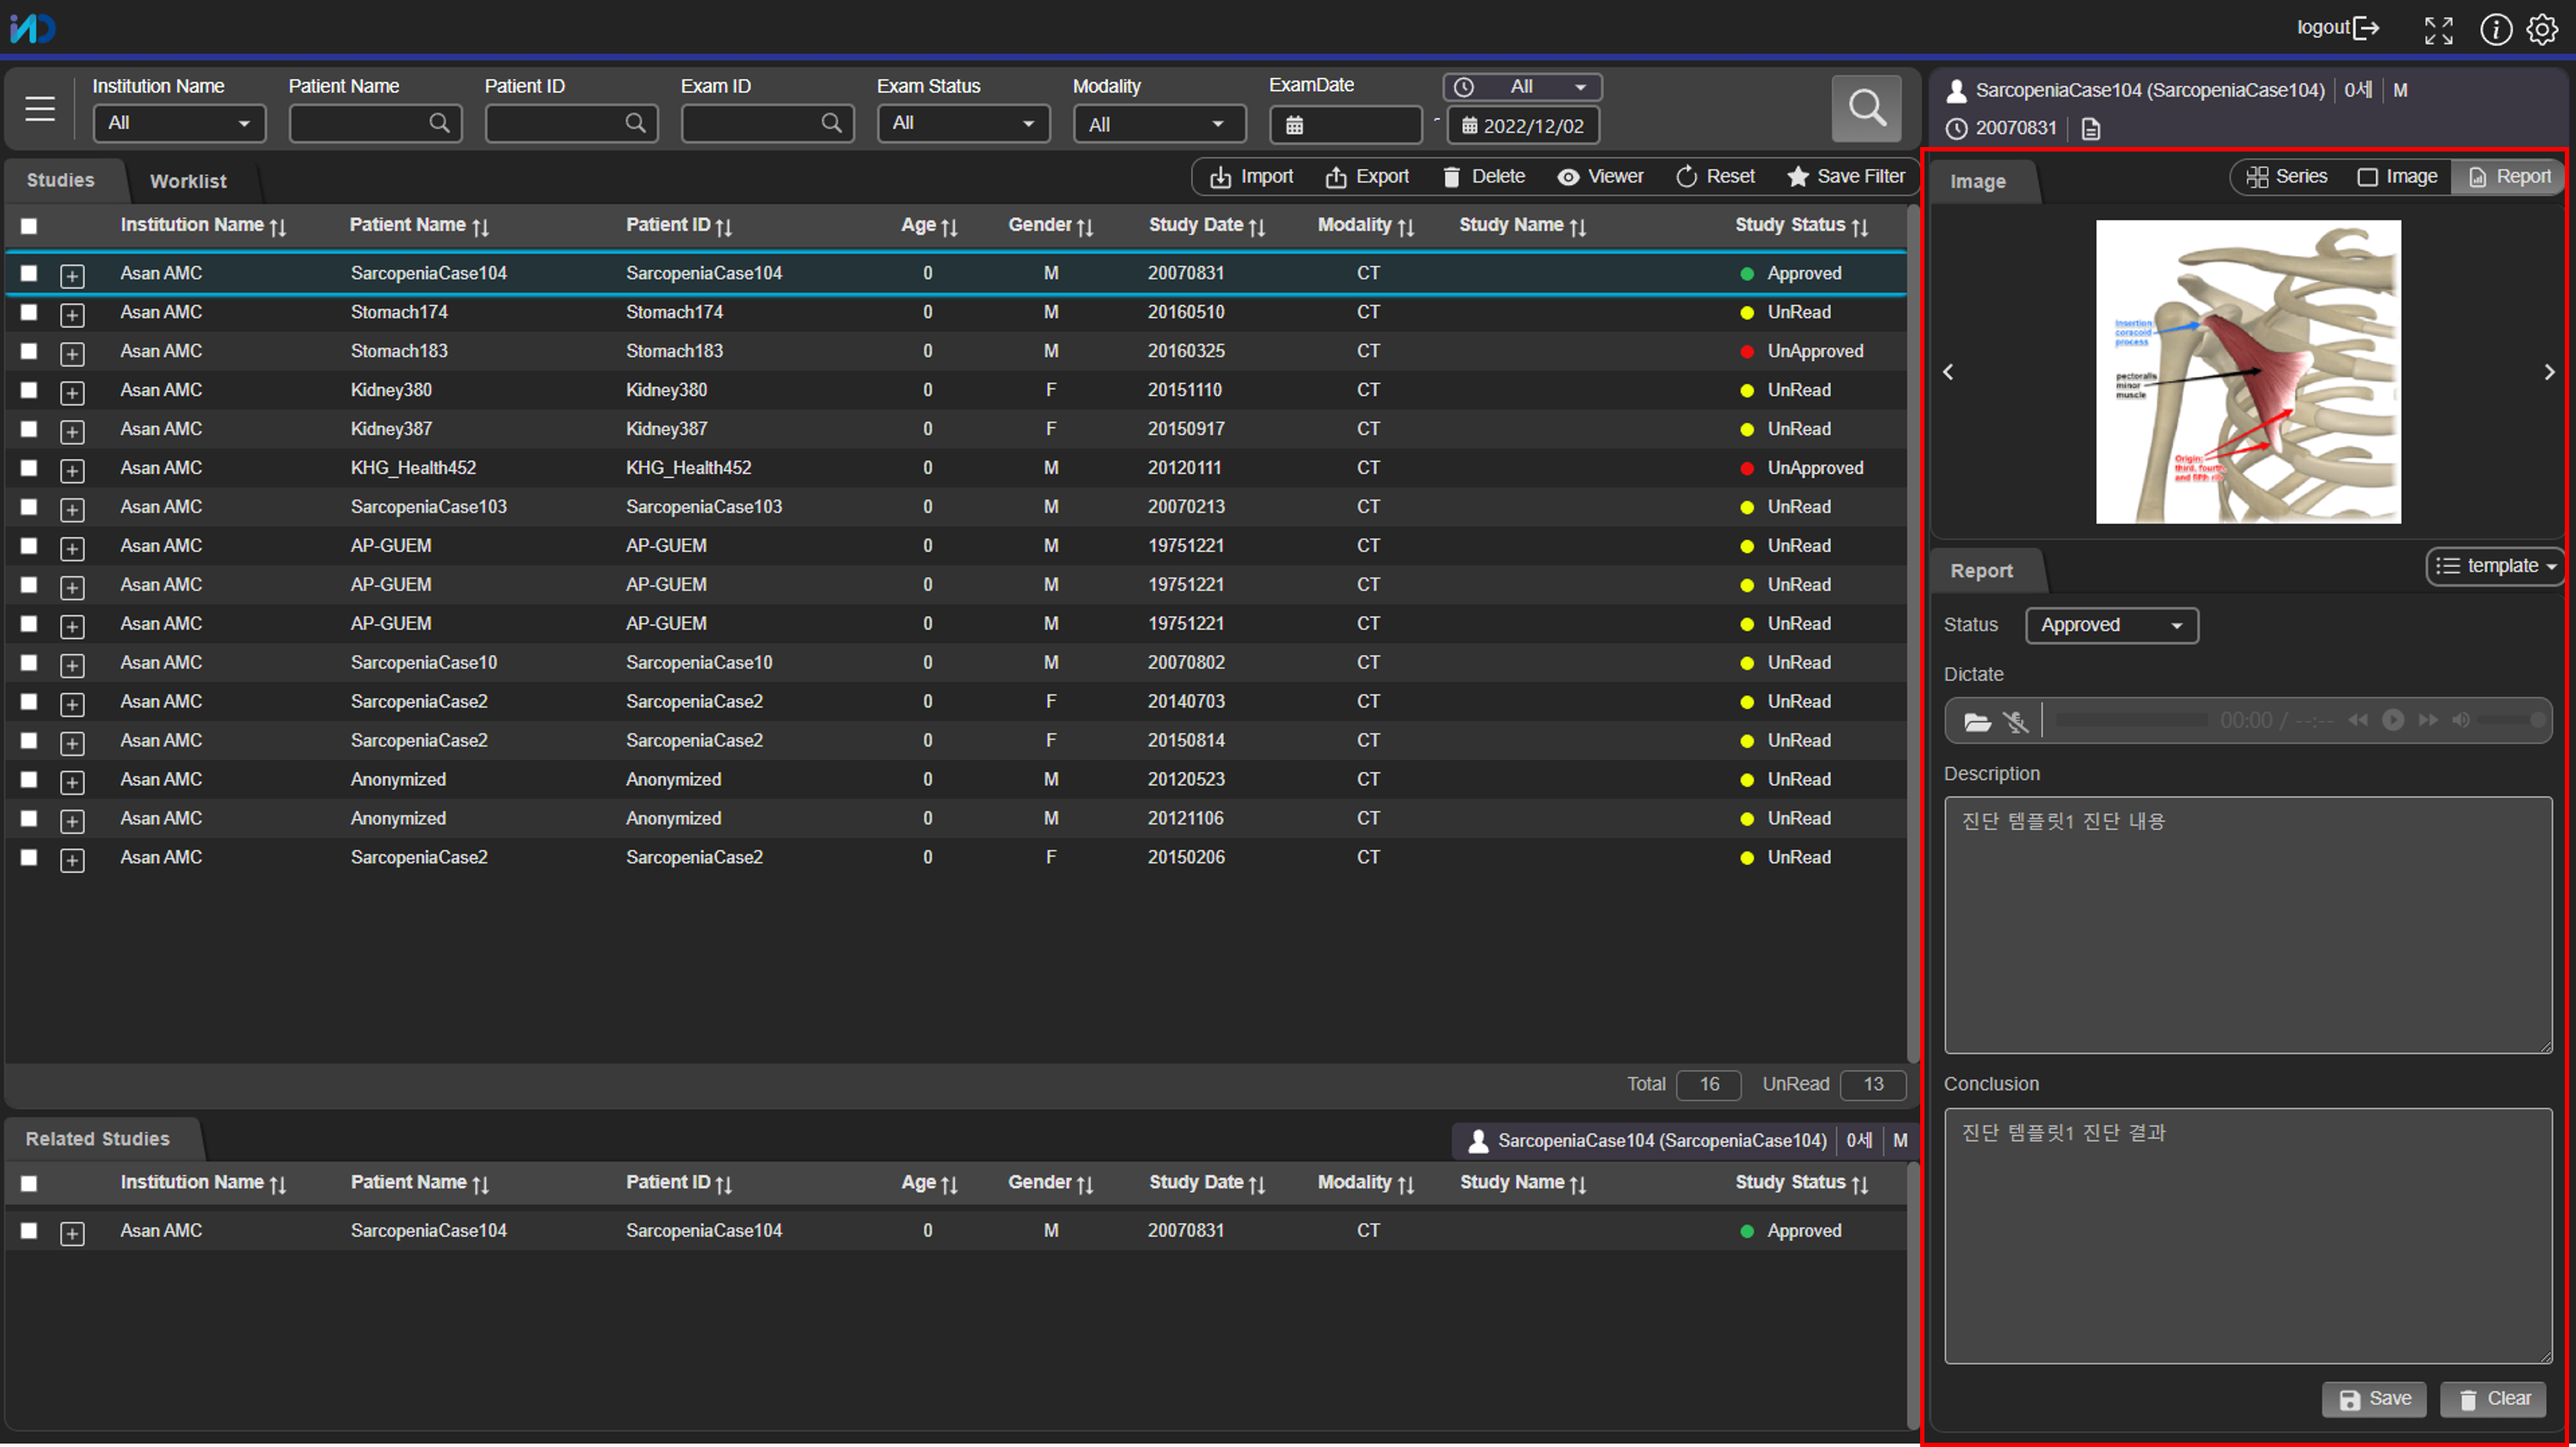 iND
logout
Institution Name Patient Name Patient ID Exam ID Exam Status Modality ExamDate All
All All All - 2022/12/02
SarcopeniaCase104 (SarcopeniaCase104) 0세 M
20070831
Studies Worklist Import Export Delete Viewer Reset Save Filter
Institution Name Patient Name Patient ID Age Gender Study Date Modality Study Name Study Status
Asan AMC SarcopeniaCase104 SarcopeniaCase104 0 M 20070831 CT Approved
Asan AMC Stomach174 Stomach174 0 M 20160510 CT UnRead
Asan AMC Stomach183 Stomach183 0 M 20160325 CT UnApproved
Asan AMC Kidney380 Kidney380 0 F 20151110 CT UnRead
Asan AMC Kidney387 Kidney387 0 F 20150917 CT UnRead
Asan AMC KHG_Health452 KHG_Health452 0 M 20120111 CT UnApproved
Asan AMC SarcopeniaCase103 SarcopeniaCase103 0 M 20070213 CT UnRead
Asan AMC AP-GUEM AP-GUEM 0 M 19751221 CT UnRead
Asan AMC AP-GUEM AP-GUEM 0 M 19751221 CT UnRead
Asan AMC AP-GUEM AP-GUEM 0 M 19751221 CT UnRead
Asan AMC SarcopeniaCase10 SarcopeniaCase10 0 M 20070802 CT UnRead
Asan AMC SarcopeniaCase2 SarcopeniaCase2 0 F 20140703 CT UnRead
Asan AMC SarcopeniaCase2 SarcopeniaCase2 0 F 20150814 CT UnRead
Asan AMC Anonymized Anonymized 0 M 20120523 CT UnRead
Asan AMC Anonymized Anonymized 0 M 20121106 CT UnRead
Asan AMC SarcopeniaCase2 SarcopeniaCase2 0 F 20150206 CT UnRead
Total 16 UnRead 13
Related Studies SarcopeniaCase104 (SarcopeniaCase104) 0세 M
Institution Name Patient Name Patient ID Age Gender Study Date Modality Study Name Study Status
Asan AMC SarcopeniaCase104 SarcopeniaCase104 0 M 20070831 CT Approved
Image Series Image Report
Insertion
coracoid
process
pectoralis
minor
muscle
Origin:
third, fourth
and fifth rib
Report template
Status Approved
Dictate
00:00 / --:--
Description
진단 템플릿1 진단 내용
Conclusion
진단 템플릿1 진단 결과
Save Clear